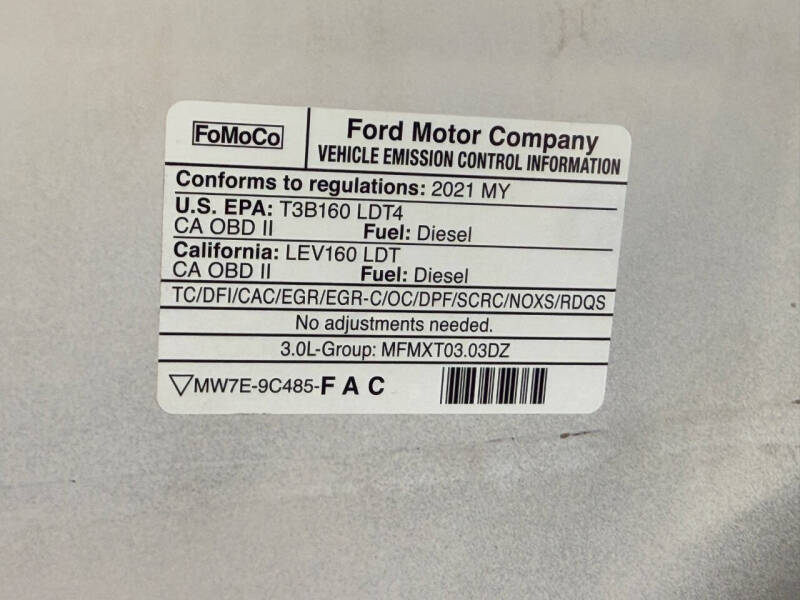 FoMoCo
Ford Motor Company
VEHICLE EMISSION CONTROL INFORMATION
Conforms to regulations: 2021 MY
U.S. EPA: T3B160 LDT4
CA OBD II Fuel: Diesel
California: LEV160 LDT
CA OBD II Fuel: Diesel
TC/DFI/CAC/EGR/EGR-C/OC/DPF/SCRC/NOXS/RDQS
No adjustments needed.
3.0L-Group: MFMXT03.03DZ
MW7E-9C485-F A C